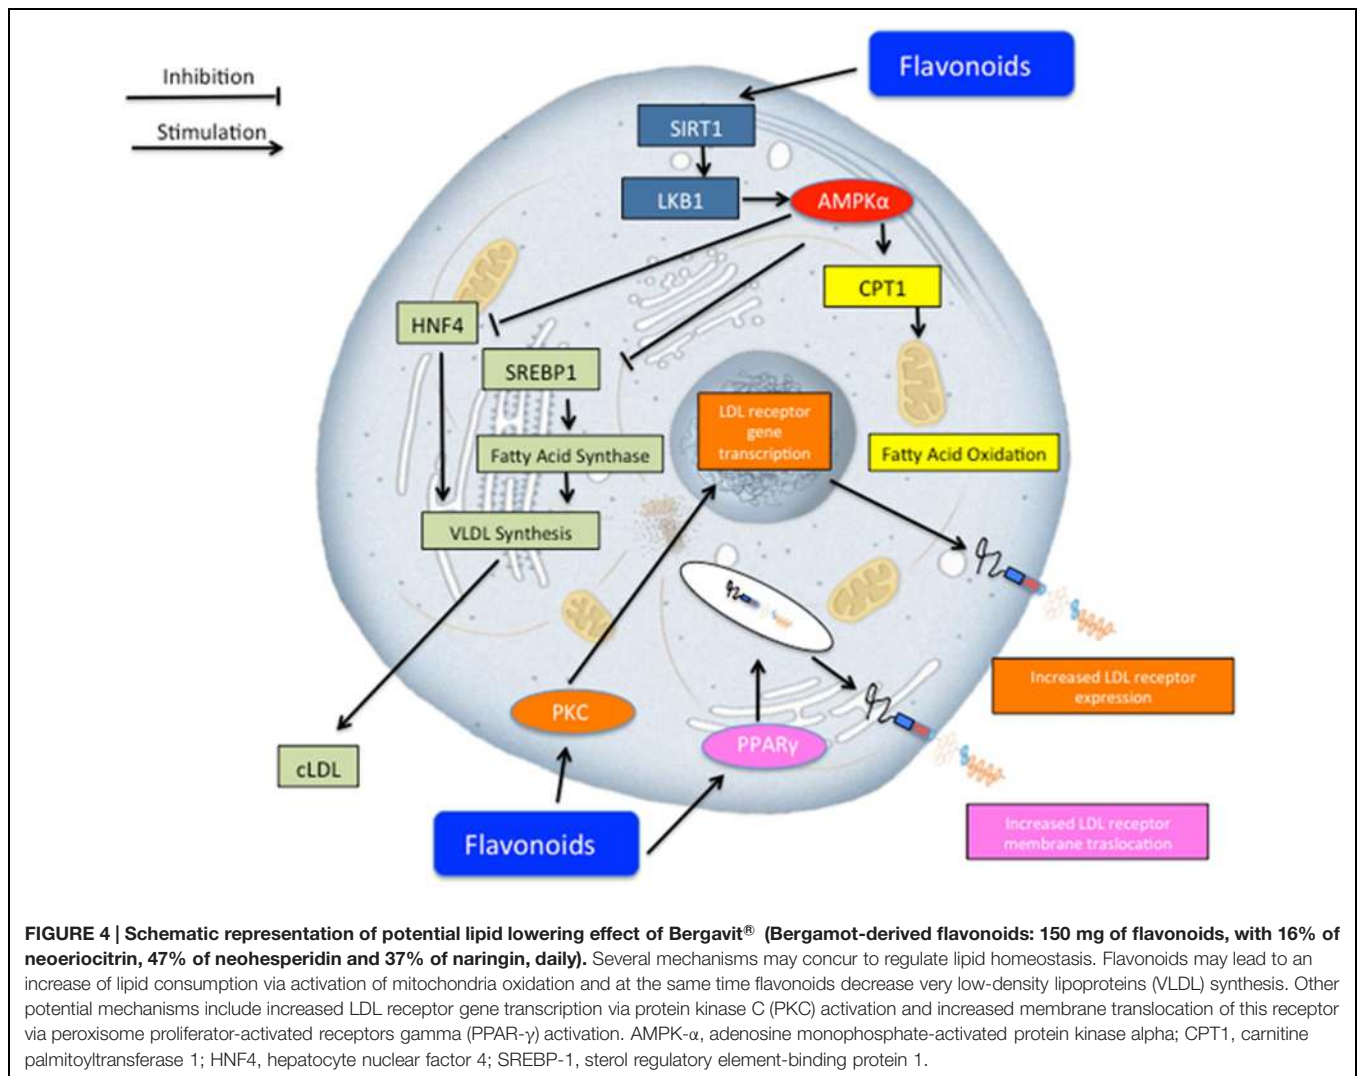 Flavonoids
Inhibition
Stimulation
SIRT1
LKB1
AMPKα
CPT1
HNF4
SREBP1
LDL receptor
gene
transcription
Fatty Acid Synthase
Fatty Acid Oxidation
VLDL Synthesis
Increased LDL receptor
expression
PKC
PPARγ
cLDL
Flavonoids
Increased LDL receptor
membrane traslocation
FIGURE 4 | Schematic representation of potential lipid lowering effect of Bergavit® (Bergamot-derived flavonoids: 150 mg of flavonoids, with 16% of
neoeriocitrin, 47% of neohesperidin and 37% of naringin, daily). Several mechanisms may concur to regulate lipid homeostasis. Flavonoids may lead to an
increase of lipid consumption via activation of mitochondria oxidation and at the same time flavonoids decrease very low-density lipoproteins (VLDL) synthesis. Other
potential mechanisms include increased LDL receptor gene transcription via protein kinase C (PKC) activation and increased membrane translocation of this receptor
via peroxisome proliferator-activated receptors gamma (PPAR-γ) activation. AMPK-α, adenosine monophosphate-activated protein kinase alpha; CPT1, carnitine
palmitoyltransferase 1; HNF4, hepatocyte nuclear factor 4; SREBP-1, sterol regulatory element-binding protein 1.